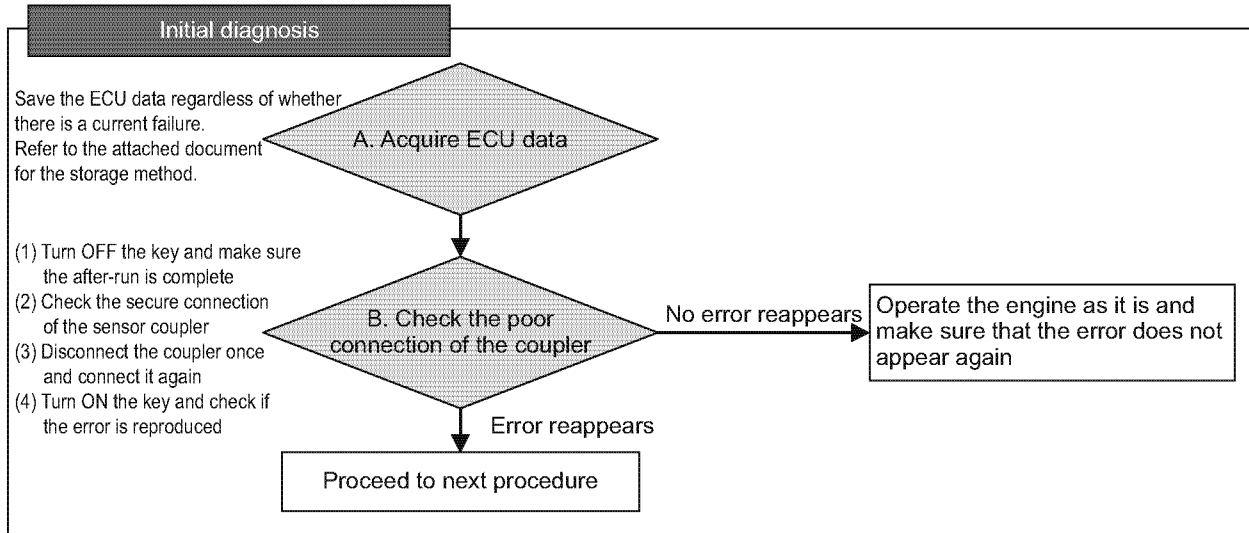 Initial diagnosis
Save the ECU data regardless of whether
there is a current failure.
Refer to the attached document
for the storage method.
A. Acquire ECU data
(1) Turn OFF the key and make sure
the after-run is complete
(2) Check the secure connection
of the sensor coupler
(3) Disconnect the coupler once
and connect it again
(4) Turn ON the key and check if
the error is reproduced
B. Check the poor
connection of the coupler
No error reappears
Operate the engine as it is and
make sure that the error does not
appear again
Error reappears
Proceed to next procedure